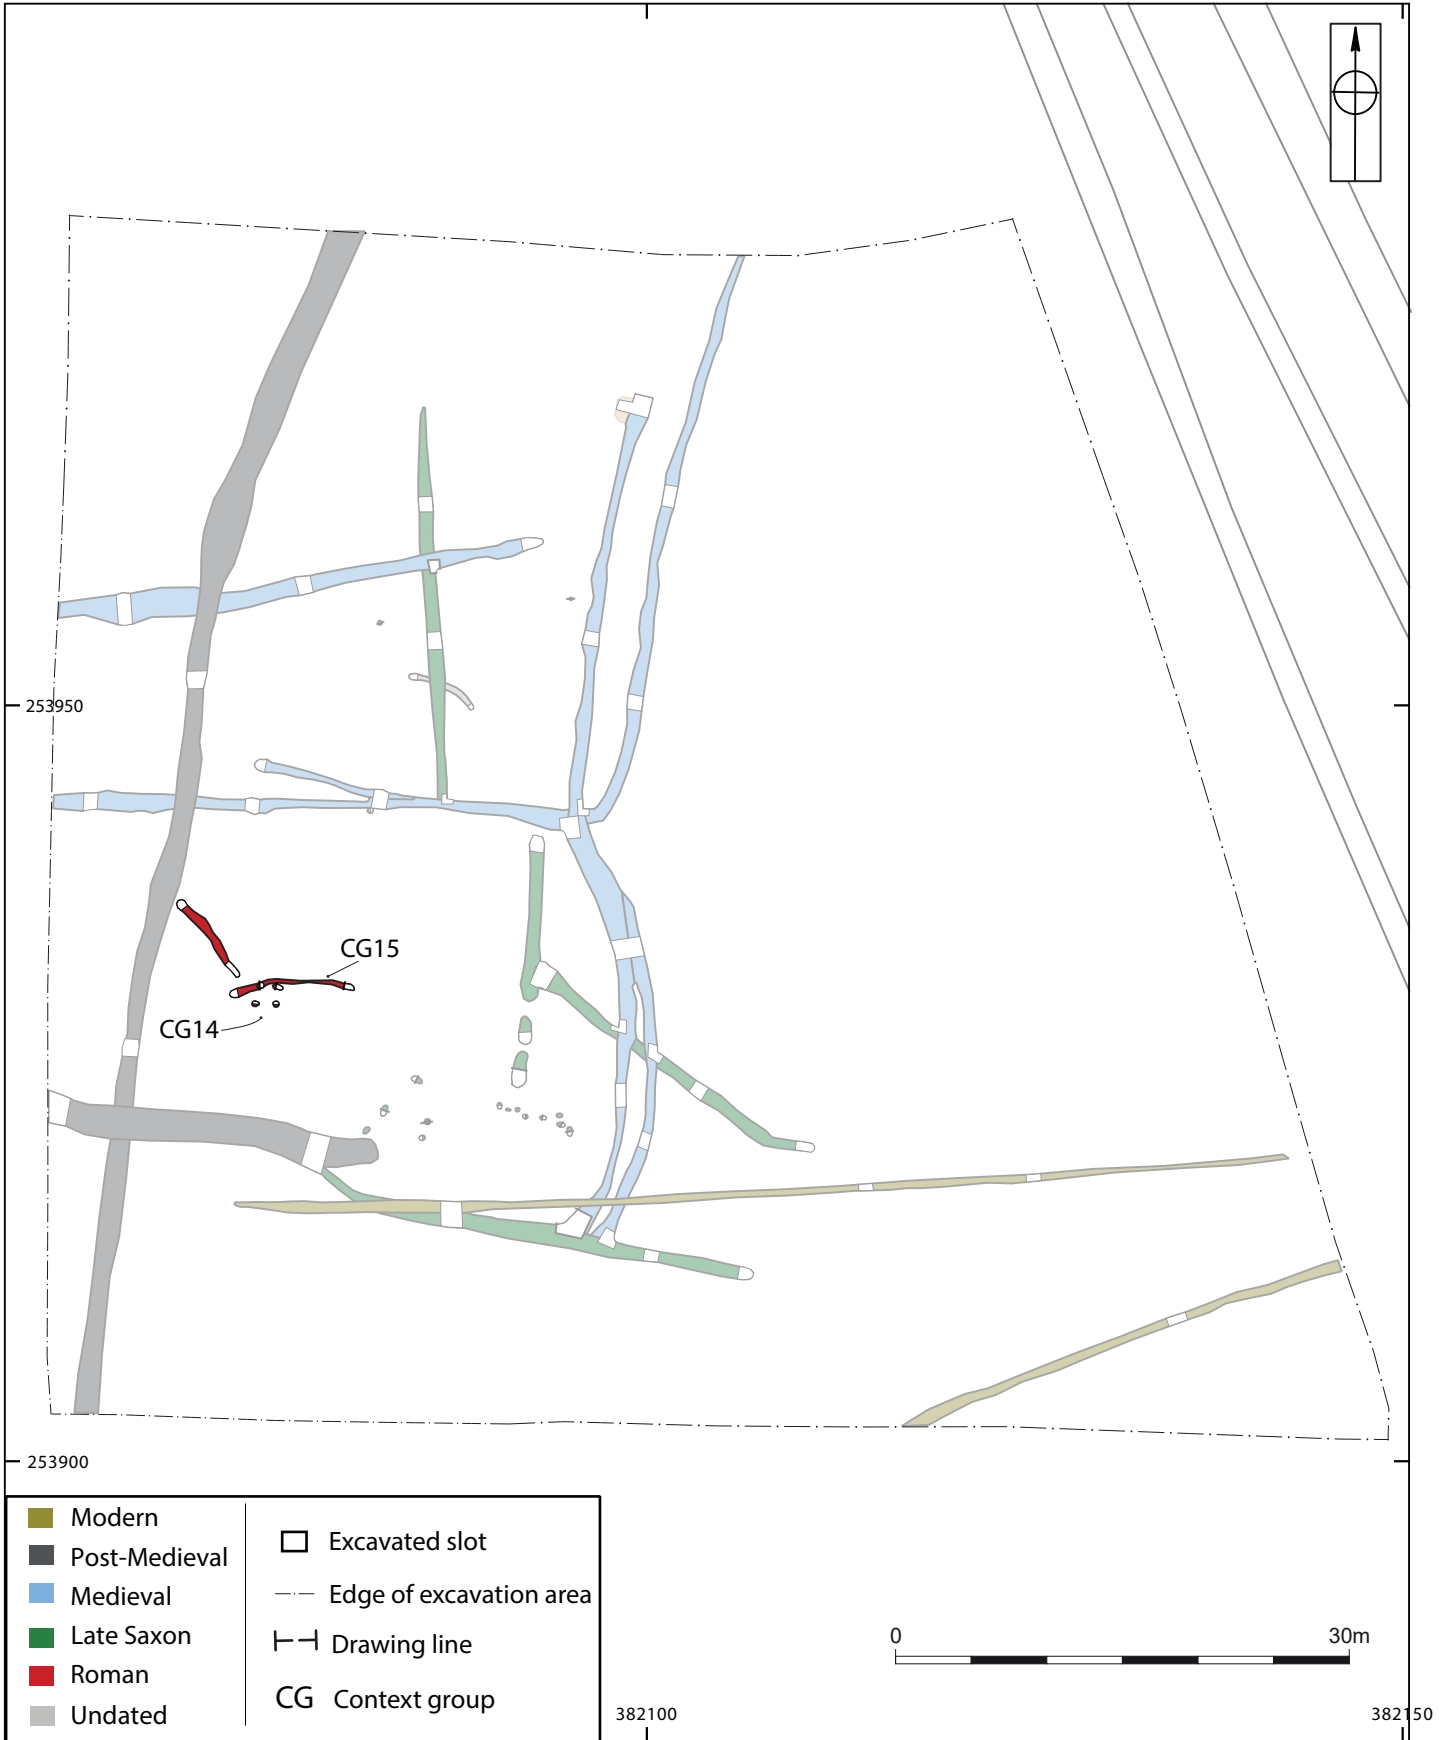 253950
CG15
CG14
253900
Modern
Post-Medieval
Medieval
Late Saxon
Roman
Undated
Excavated slot
Edge of excavation area
Drawing line
CG Context group
0 30m
382100
382150